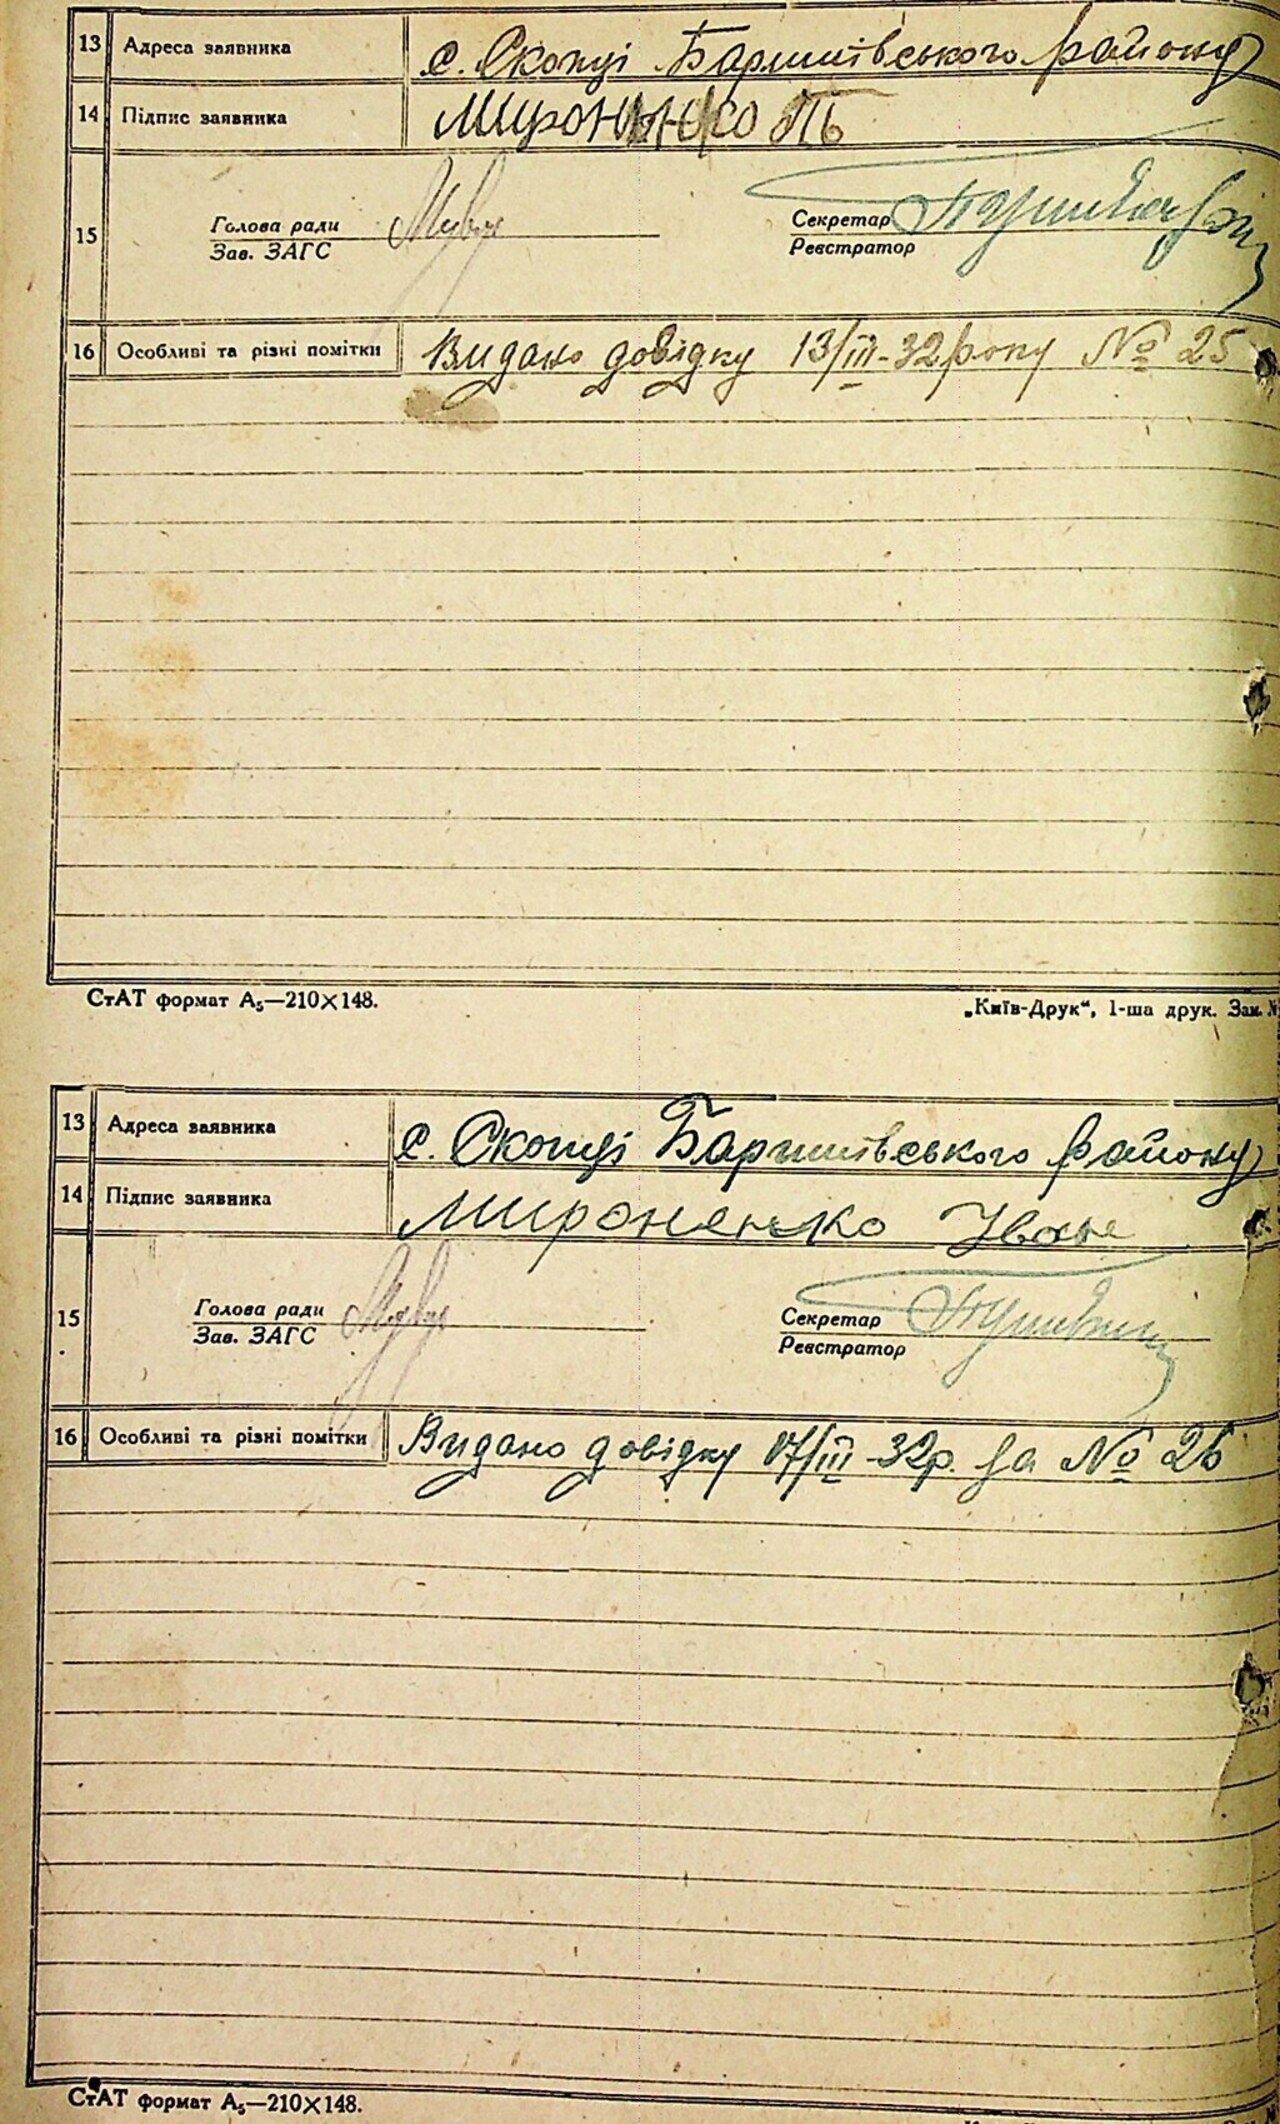 13 Адреса заявника с. Скопці Баришівського району
14 Підпис заявника Мироненко
15
Голова ради
Зав. ЗАГС
Секретар
Реєстратор
16 Особливі та різні помітки Видано довідку 13/III-32 року № 25
СтАТ формат А₅—210×148.
„Київ-Друк“, 1-ша друк. Зам. №
13 Адреса заявника с. Скопці Баришівського району
14 Підпис заявника Мироненко Іван
15
Голова ради
Зав. ЗАГС
Секретар
Реєстратор
16 Особливі та різні помітки Видано довідку 17/III-32р. за № 26
СтАТ формат А₅—210×148.